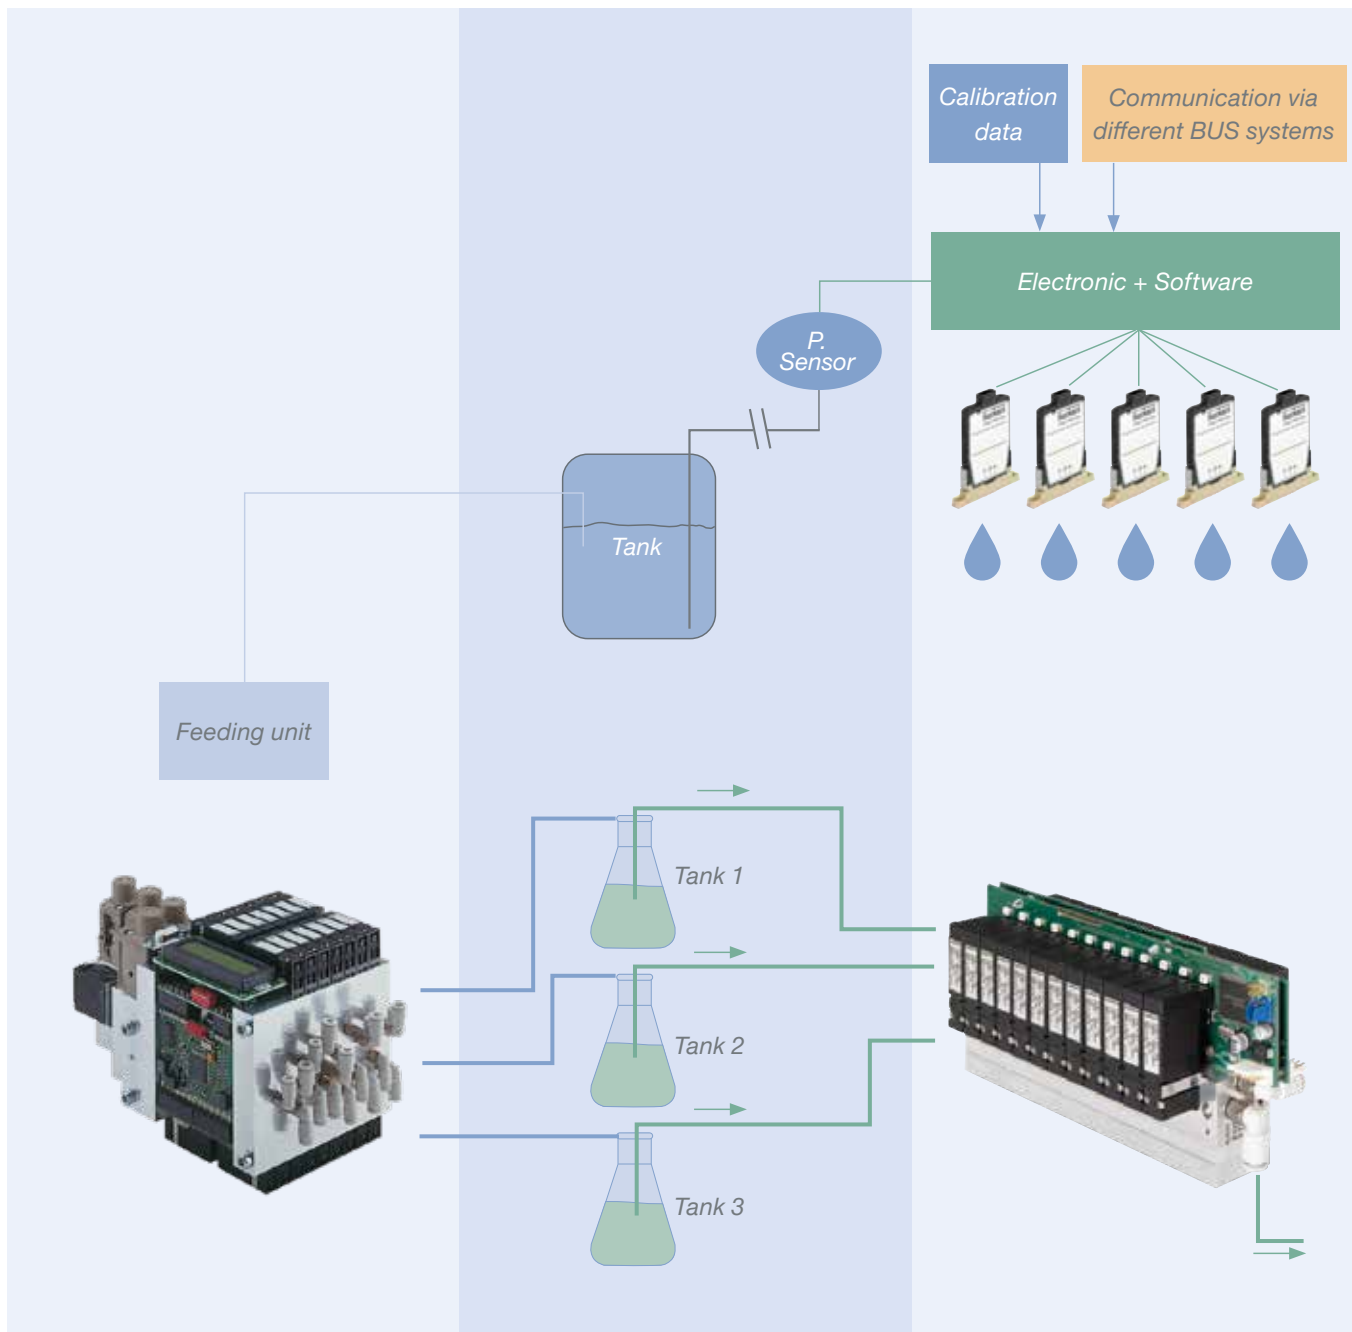 Calibration
data
Communication via
different BUS systems
Electronic + Software
P.
Sensor
Tank
Feeding unit
Tank 1
Tank 2
Tank 3